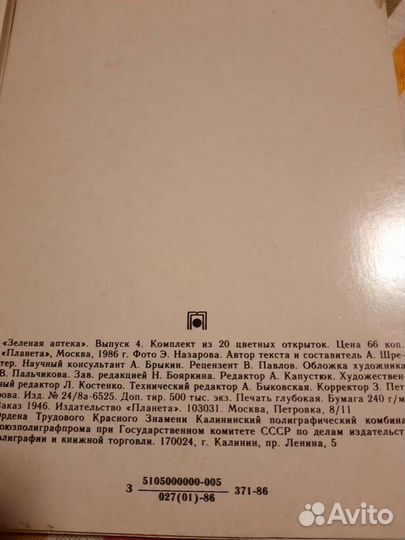 «Зеленая аптека». Выпуск 4. Комплект из 20 цветных открыток. Цена 66 коп.
«Планета», Москва, 1986 г. Фото Э. Назарова. Автор текста и составитель А. Шре-
тер. Научный консультант А. Брыкин. Рецензент В. Павлов. Обложка художника
В. Пальчикова. Зав. редакцией Н. Бояркина. Редактор А. Капустюк. Художествен-
ный редактор Л. Костенко. Технический редактор А. Быковская. Корректор З. Пет-
рова. Изд. № 24/8а-6525. Доп. тир. 500 тыс. экз. Печать глубокая. Бумага 240 г/м
Заказ 1946. Издательство «Планета». 103031. Москва, Петровка, 8/11
Ордена Трудового Красного Знамени Калининский полиграфический комбина
оюзполиграфпрома при Государственном комитете СССР по делам издательст
олиграфии и книжной торговли. 170024, г. Калинин, пр. Ленина, 5
5105000000-005
З 371-86
027(01)-86
Avito